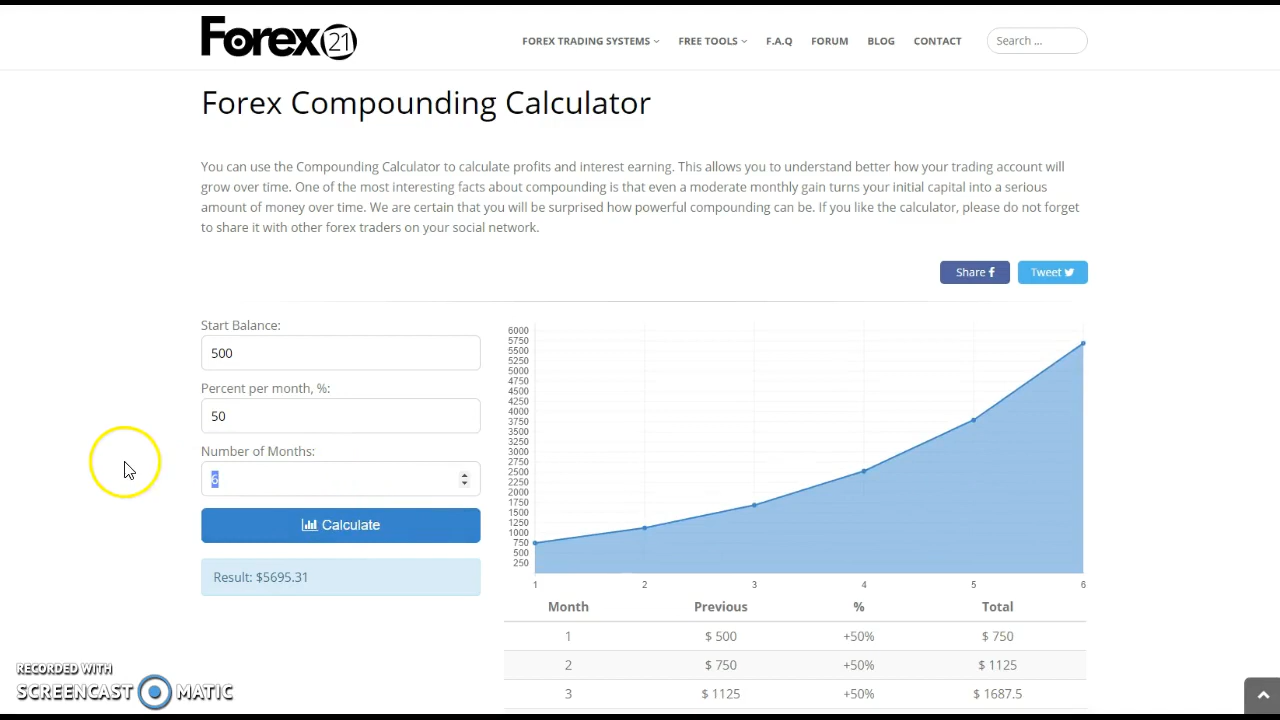 Forex 21
FOREX TRADING SYSTEMS FREE TOOLS F.A.Q FORUM BLOG CONTACT Search ...
Forex Compounding Calculator
You can use the Compounding Calculator to calculate profits and interest earning. This allows you to understand better how your trading account will
grow over time. One of the most interesting facts about compounding is that even a moderate monthly gain turns your initial capital into a serious
amount of money over time. We are certain that you will be surprised how powerful compounding can be. If you like the calculator, please do not forget
to share it with other forex traders on your social network.
Share f Tweet
Start Balance:
500
Percent per month, %:
50
Number of Months:
6
Calculate
Result: $5695.31
6000
5750
5500
5250
5000
4750
4500
4250
4000
3750
3500
3250
3000
2750
2500
2250
2000
1750
1500
1250
1000
750
500
250
1 2 3 4 5 6
Month Previous % Total
1 $ 500 +50% $ 750
2 $ 750 +50% $ 1125
3 $ 1125 +50% $ 1687.5
RECORDED WITH
SCREENCAST MATIC